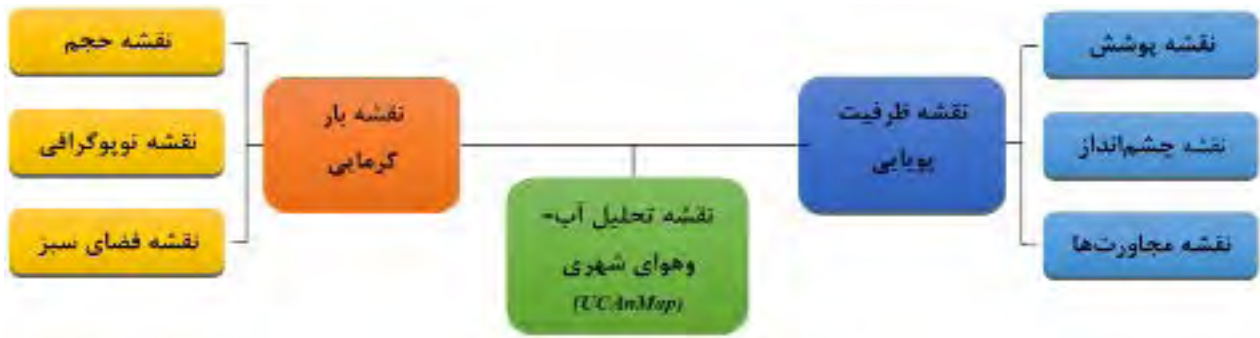 نقشه پوشش
نقشه چشم‌انداز
نقشه مجاورت‌ها
نقشه ظرفیت
پویایی
نقشه تحلیل آب-
وهوای شهری
(UCAnMap)
نقشه بار
گرمایی
نقشه حجم
نقشه توپوگرافی
نقشه فضای سبز